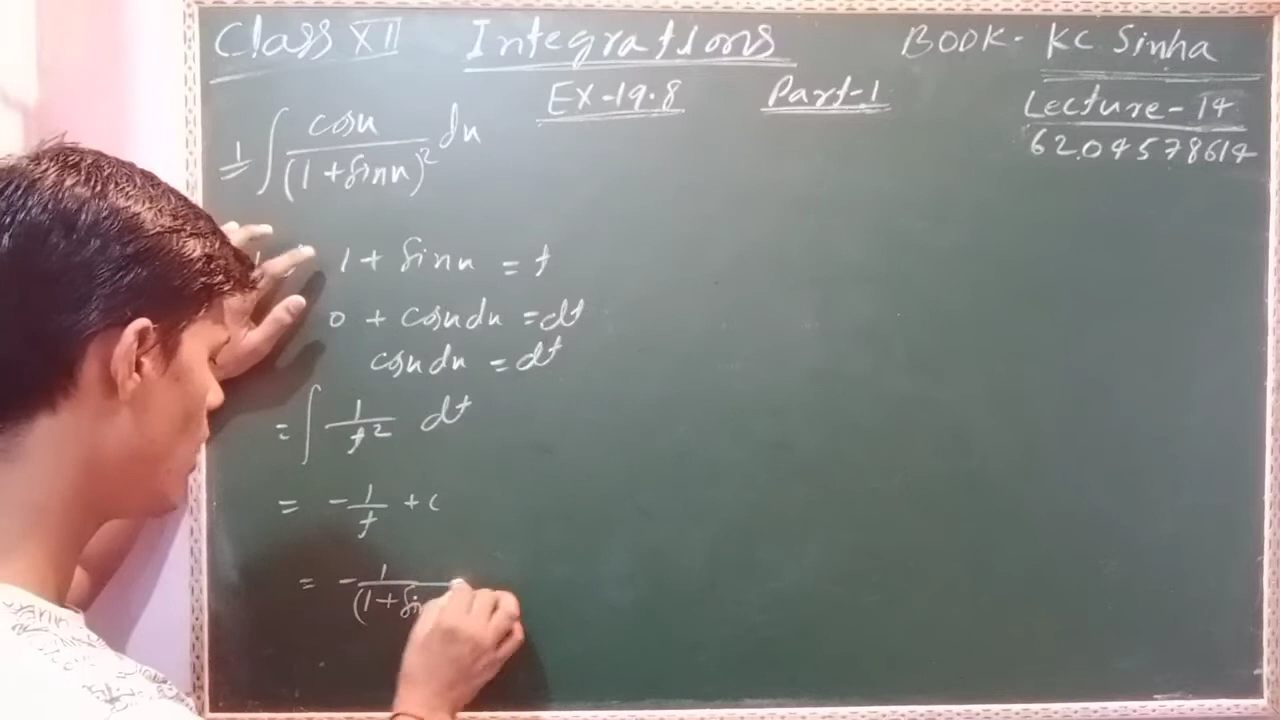 Class XII Integrations BOOK- KC Sinha
EX-19.8 Part-1 Lecture-14
6204578614
1 ∫ cosx/(1+sinx)² dx
1 + sinx = t
0 + cosxdx = dt
cosxdx = dt
= ∫ 1/t² dt
= -1/t + c
= -1/(1+sin